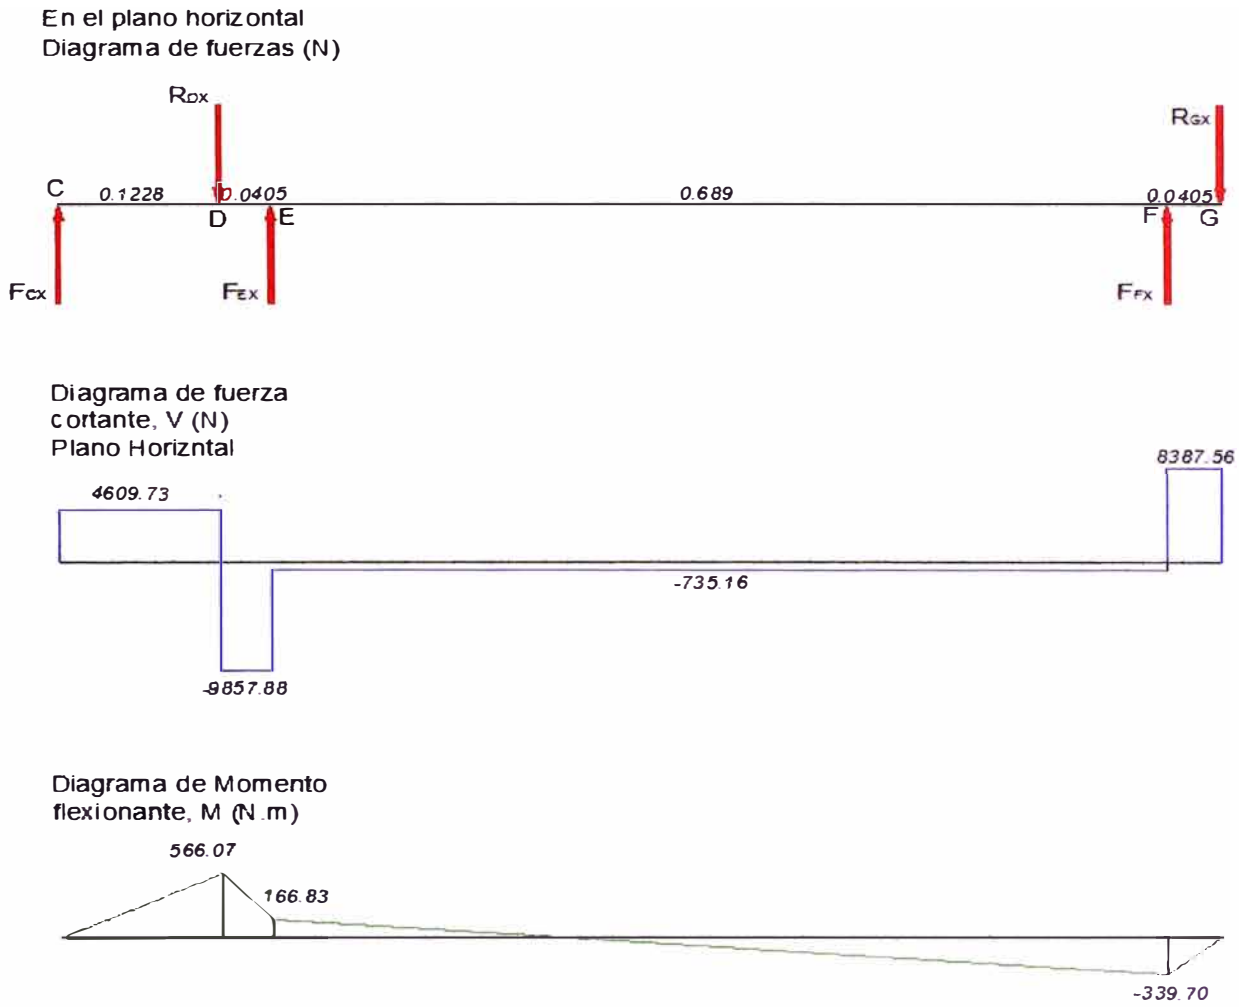 En el plano horizontal
Diagrama de fuerzas (N)
RDX
RGX
C
0.1228
0.0405
0.689
0.0405
D
E
F
G
FCX
FEX
FFX
Diagrama de fuerza
cortante, V (N)
Plano Horizntal
8387.56
4609.73
-735.16
-9857.88
Diagrama de Momento
flexionante, M (N.m)
566.07
166.83
-339.70